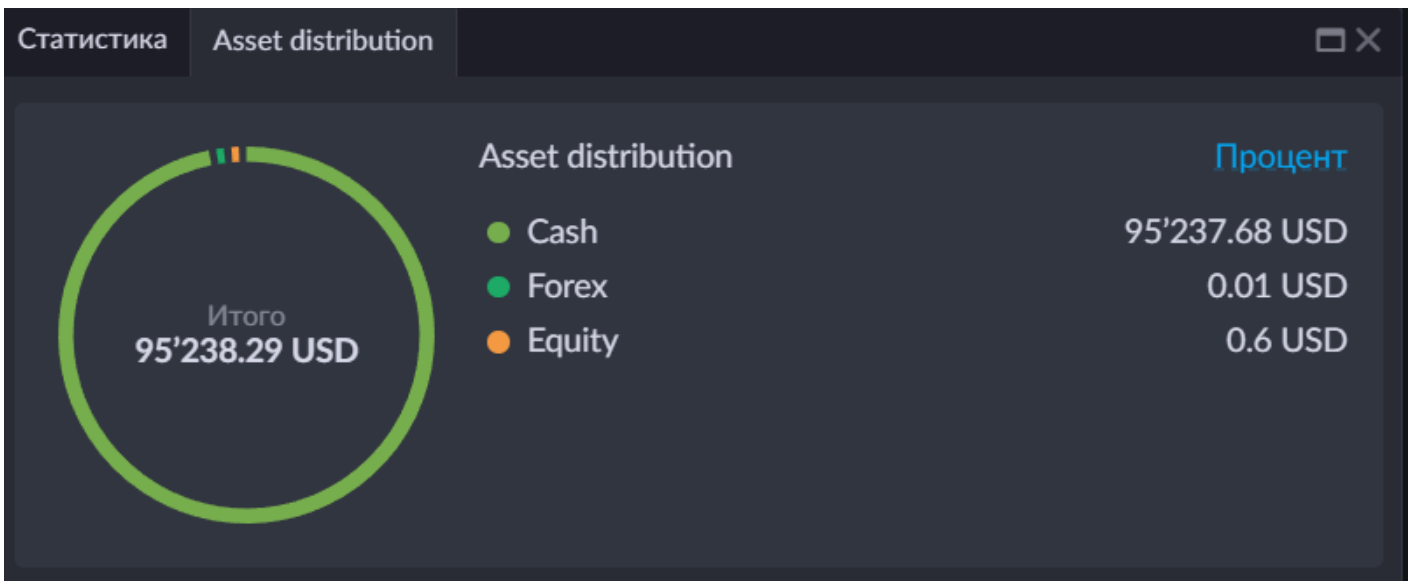 Статистика Asset distribution
Asset distribution Процент
Cash 95’237.68 USD
Forex 0.01 USD
Equity 0.6 USD
Итого
95’238.29 USD